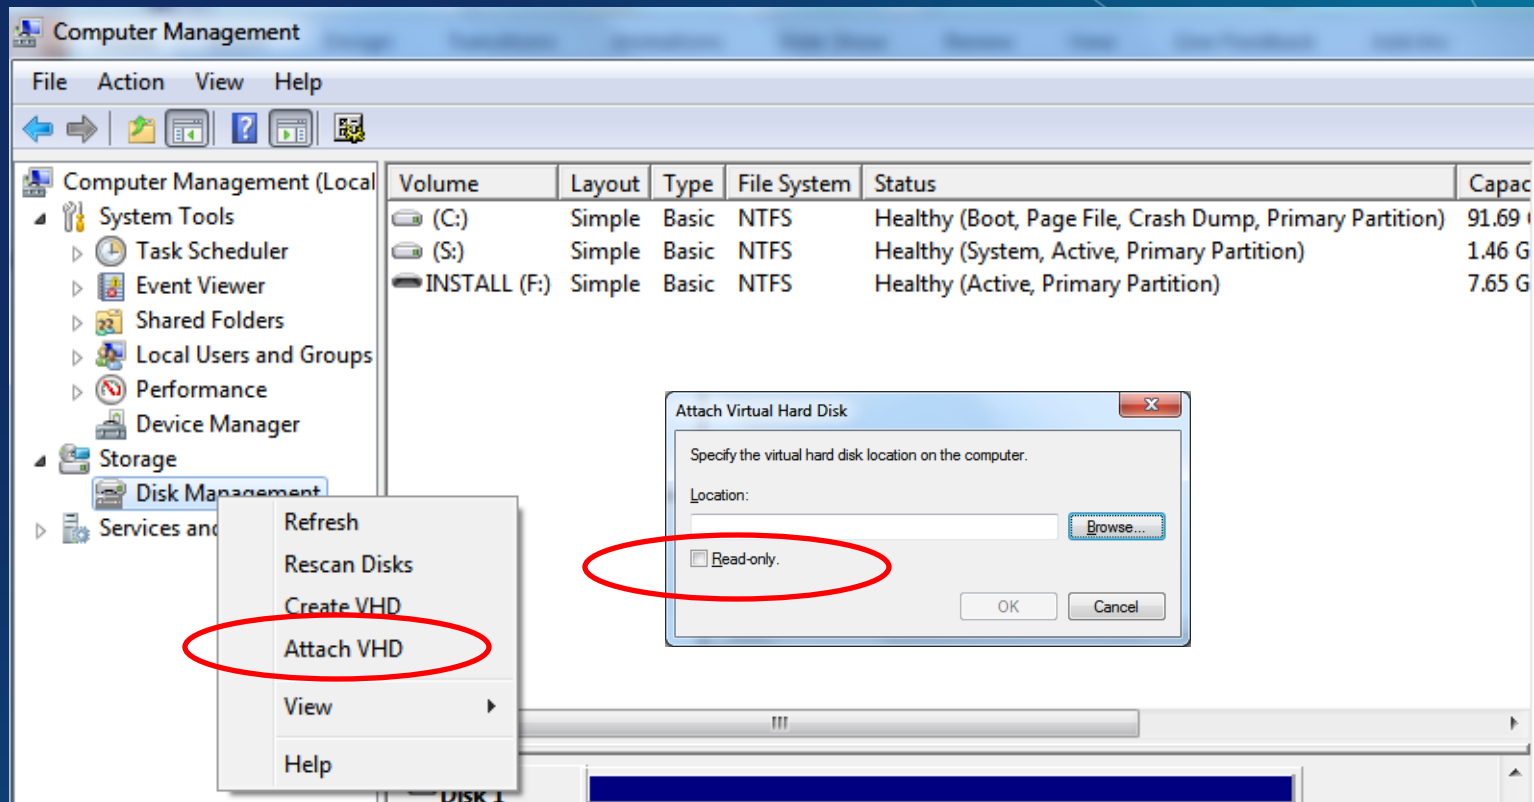 Computer Management
File Action View Help
Computer Management (Local
System Tools
Task Scheduler
Event Viewer
Shared Folders
Local Users and Groups
Performance
Device Manager
Storage
Disk Management
Services and
Volume Layout Type File System Status Capac
(C:) Simple Basic NTFS Healthy (Boot, Page File, Crash Dump, Primary Partition) 91.69
(S:) Simple Basic NTFS Healthy (System, Active, Primary Partition) 1.46 G
INSTALL (F:) Simple Basic NTFS Healthy (Active, Primary Partition) 7.65 G
Refresh
Rescan Disks
Create VHD
Attach VHD
View
Help
Attach Virtual Hard Disk
Specify the virtual hard disk location on the computer.
Location:
Browse...
Read-only.
OK Cancel
Disk 1